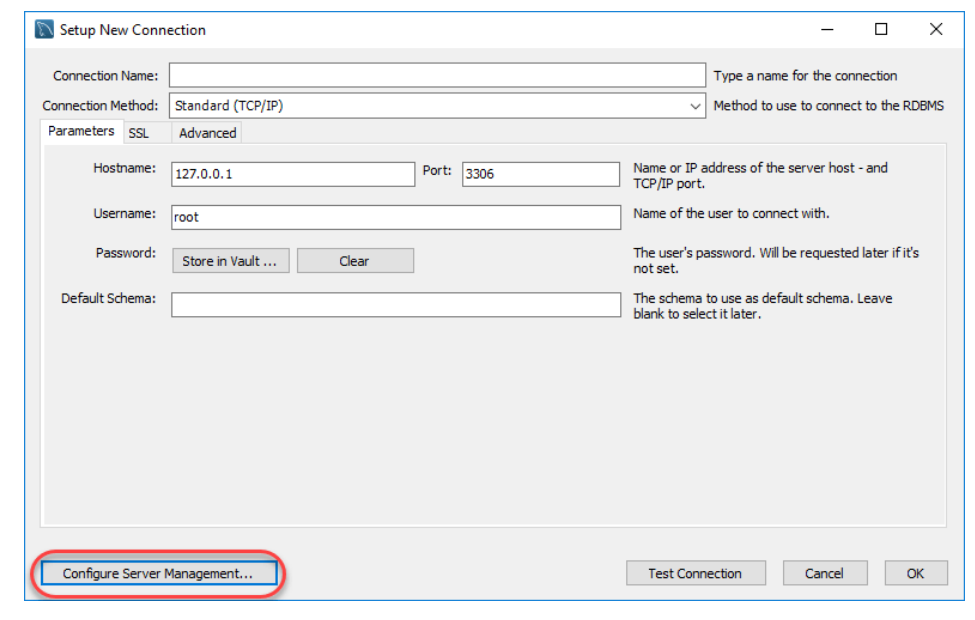 Setup New Connection
Connection Name: Type a name for the connection
Connection Method: Standard (TCP/IP) Method to use to connect to the RDBMS
Parameters SSL Advanced
Hostname: 127.0.0.1 Port: 3306 Name or IP address of the server host - and
TCP/IP port.
Username: root Name of the user to connect with.
Password: Store in Vault ... Clear The user's password. Will be requested later if it's
not set.
Default Schema: The schema to use as default schema. Leave
blank to select it later.
Configure Server Management... Test Connection Cancel OK